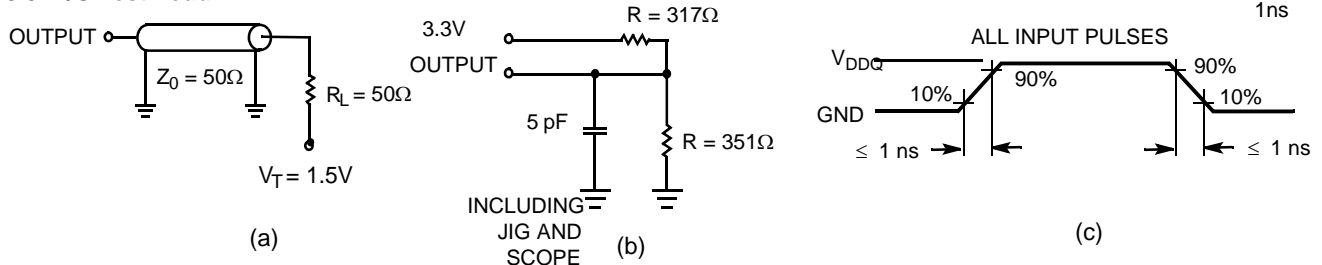 OUTPUT
Z0 = 50Ω
RL = 50Ω
VT = 1.5V
(a)
R = 317Ω
3.3V
OUTPUT
5 pF
R = 351Ω
INCLUDING
JIG AND
SCOPE
(b)
1ns
ALL INPUT PULSES
VDDQ
GND
10%
90%
90%
10%
≤ 1 ns
≤ 1 ns
(c)